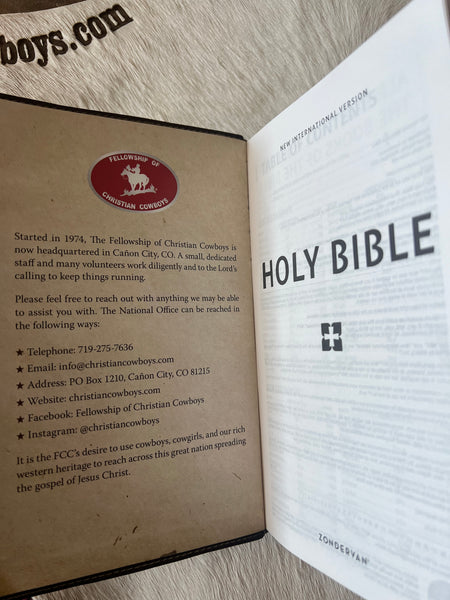 boys.com
FELLOWSHIP OF
CHRISTIAN COWBOYS
Started in 1974, The Fellowship of Christian Cowboys is
now headquartered in Cañon City, CO. A small, dedicated
staff and many volunteers work diligently and to the Lord's
calling to keep things running.
Please feel free to reach out with anything we may be able
to assist you with. The National Office can be reached in
the following ways:
★ Telephone: 719-275-7636
★ Email: info@christiancowboys.com
★ Address: PO Box 1210, Cañon City, CO 81215
★ Website: christiancowboys.com
★ Facebook: Fellowship of Christian Cowboys
★ Instagram: @christiancowboys
It is the FCC's desire to use cowboys, cowgirls, and our rich
western heritage to reach across this great nation spreading
the gospel of Jesus Christ.
NEW INTERNATIONAL VERSION
HOLY BIBLE
ZONDERVAN